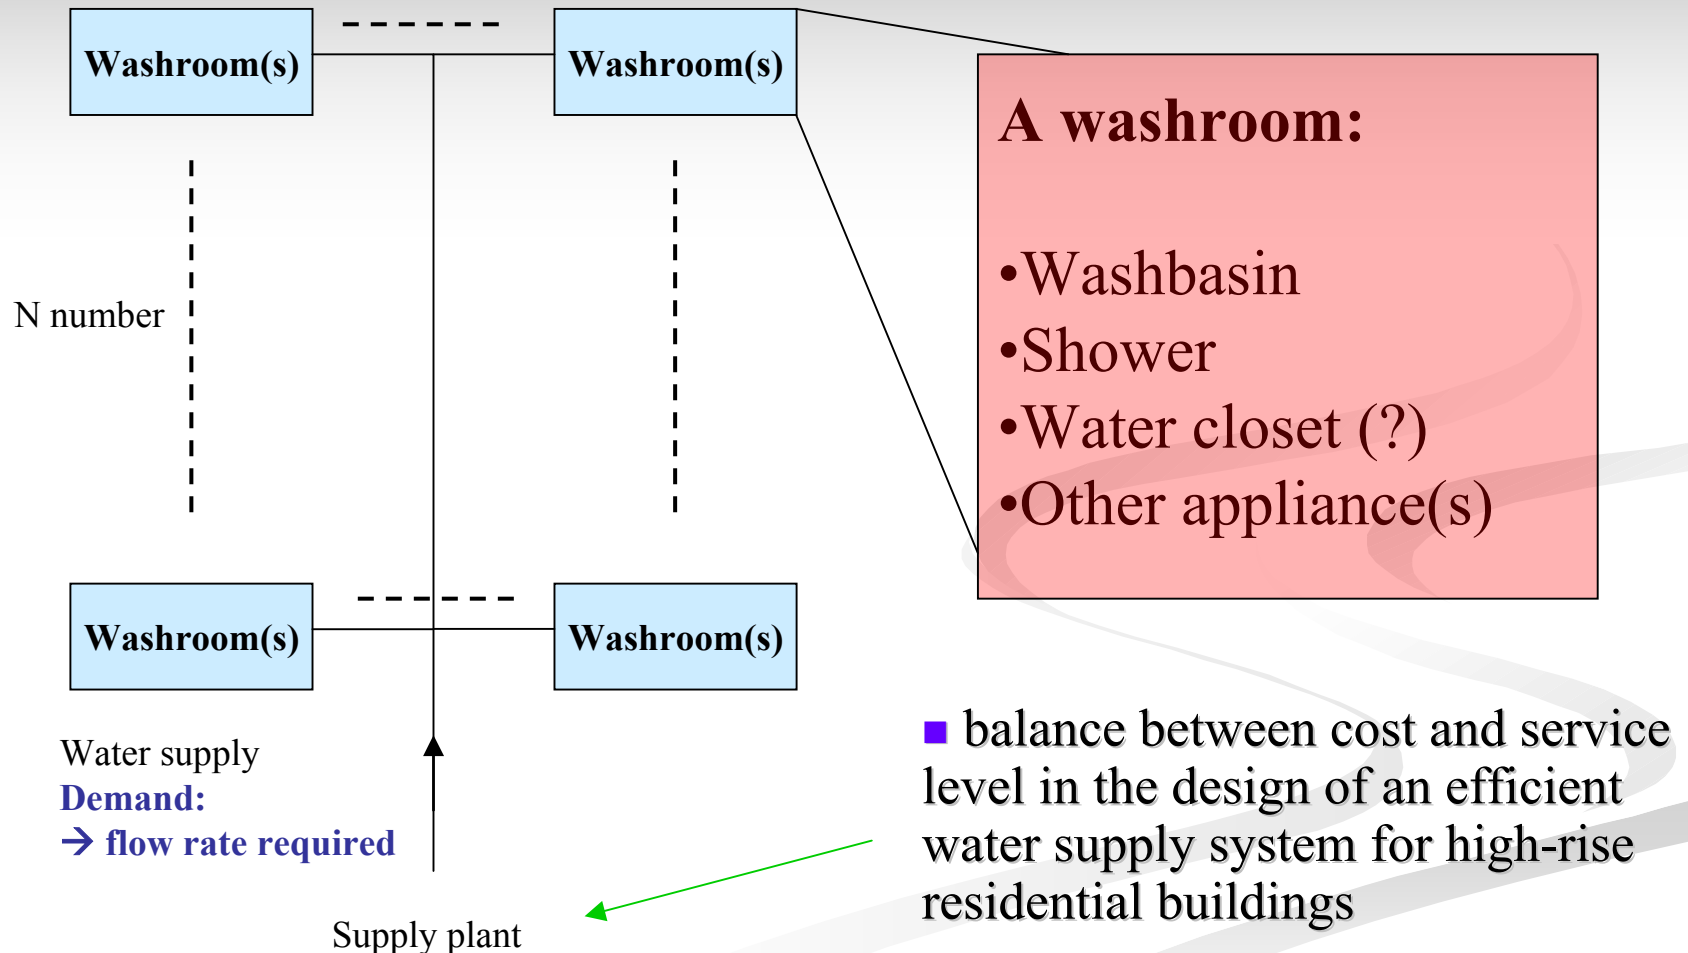 Washroom(s)
Washroom(s)
A washroom:
•Washbasin
•Shower
•Water closet (?)
•Other appliance(s)
N number
Washroom(s)
Washroom(s)
Water supply
Demand:
→ flow rate required
Supply plant
■ balance between cost and service
level in the design of an efficient
water supply system for high-rise
residential buildings